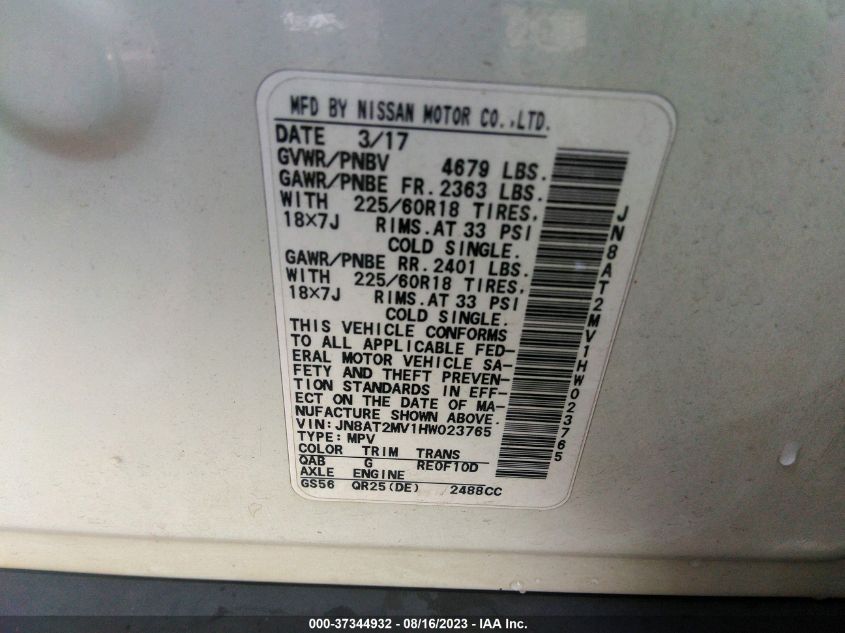 MFD BY NISSAN MOTOR CO.,LTD.
DATE 3/17
GVWR/PNBV 4679 LBS.
GAWR/PNBE FR. 2363 LBS.
WITH 225/60R18 TIRES,
18X7J RIMS. AT 33 PSI
COLD SINGLE.
GAWR/PNBE RR. 2401 LBS.
WITH 225/60R18 TIRES,
18X7J RIMS. AT 33 PSI
COLD SINGLE.
THIS VEHICLE CONFORMS
TO ALL APPLICABLE FED-
ERAL MOTOR VEHICLE SA-
FETY AND THEFT PREVEN-
TION STANDARDS IN EFF-
ECT ON THE DATE OF MA-
NUFACTURE SHOWN ABOVE.
VIN: JN8AT2MV1HW023765
TYPE: MPV
COLOR TRIM TRANS
QAB G RE0F10D
AXLE ENGINE
GS56 QR25(DE) 2488CC
JN8AT2MV1HW023765
000-37344932 - 08/16/2023 - IAA Inc.